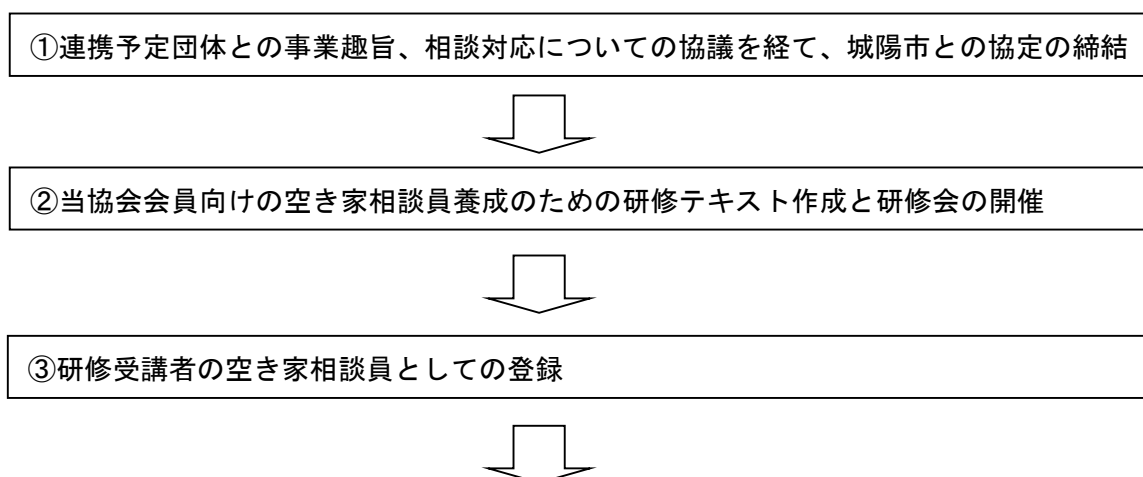 ①連携予定団体との事業趣旨、相談対応についての協議を経て、城陽市との協定の締結
②当協会会員向けの空き家相談員養成のための研修テキスト作成と研修会の開催
③研修受講者の空き家相談員としての登録